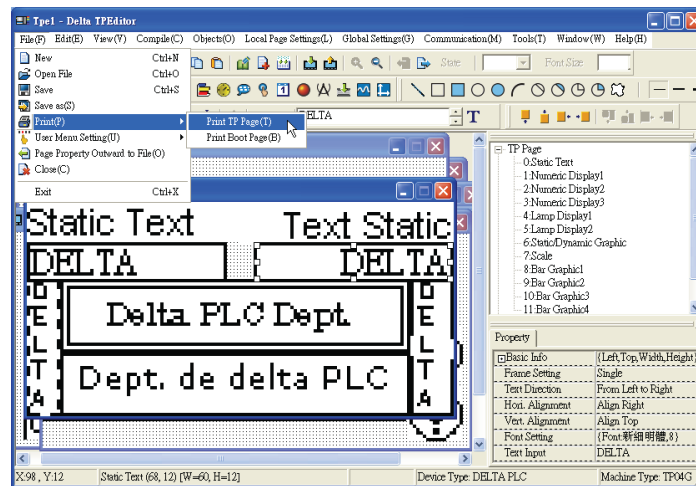 Tpe1 - Delta TPEditor
File(F) Edit(E) View(V) Compile(C) Objects(O) Local Page Settings(L) Global Settings(G) Communication(M) Tools(T) Window(W) Help(H)
New Ctrl+N
Open File Ctrl+O
Save Ctrl+S
Save as(S)
Print(P)
User Menu Setting(U)
Page Property Outward to File(O)
Close(C)
Exit Ctrl+X
Print TP Page(T)
Print Boot Page(B)
State
Font Size
DELTA
T
Static Text Text Static
DELTA DELTA
DELTA
Delta PLC Dept.
Dept. de delta PLC
DELTA
TP Page
0:Static Text
1:Numeric Display1
2:Numeric Display2
3:Numeric Display3
4:Lamp Display1
5:Lamp Display2
6:Static/Dynamic Graphic
7:Scale
8:Bar Graphic1
9:Bar Graphic2
10:Bar Graphic3
11:Bar Graphic4
Property
Basic Info {Left,Top,Width,Height}
Frame Setting Single
Text Direction From Left to Right
Hori. Alignment Align Right
Vert. Alignment Align Top
Font Setting {Font:新細明體,8}
Text Input DELTA
X:98 , Y:12 Static Text (68, 12) [W=60, H=12] Device Type: DELTA PLC Machine Type: TP04G